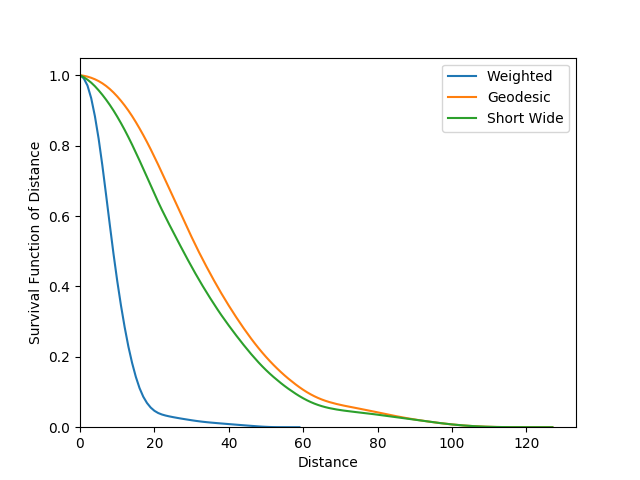 Weighted
Geodesic
Short Wide
1.0
0.8
0.6
0.4
0.2
0.0
Survival Function of Distance
0 20 40 60 80 100 120
Distance